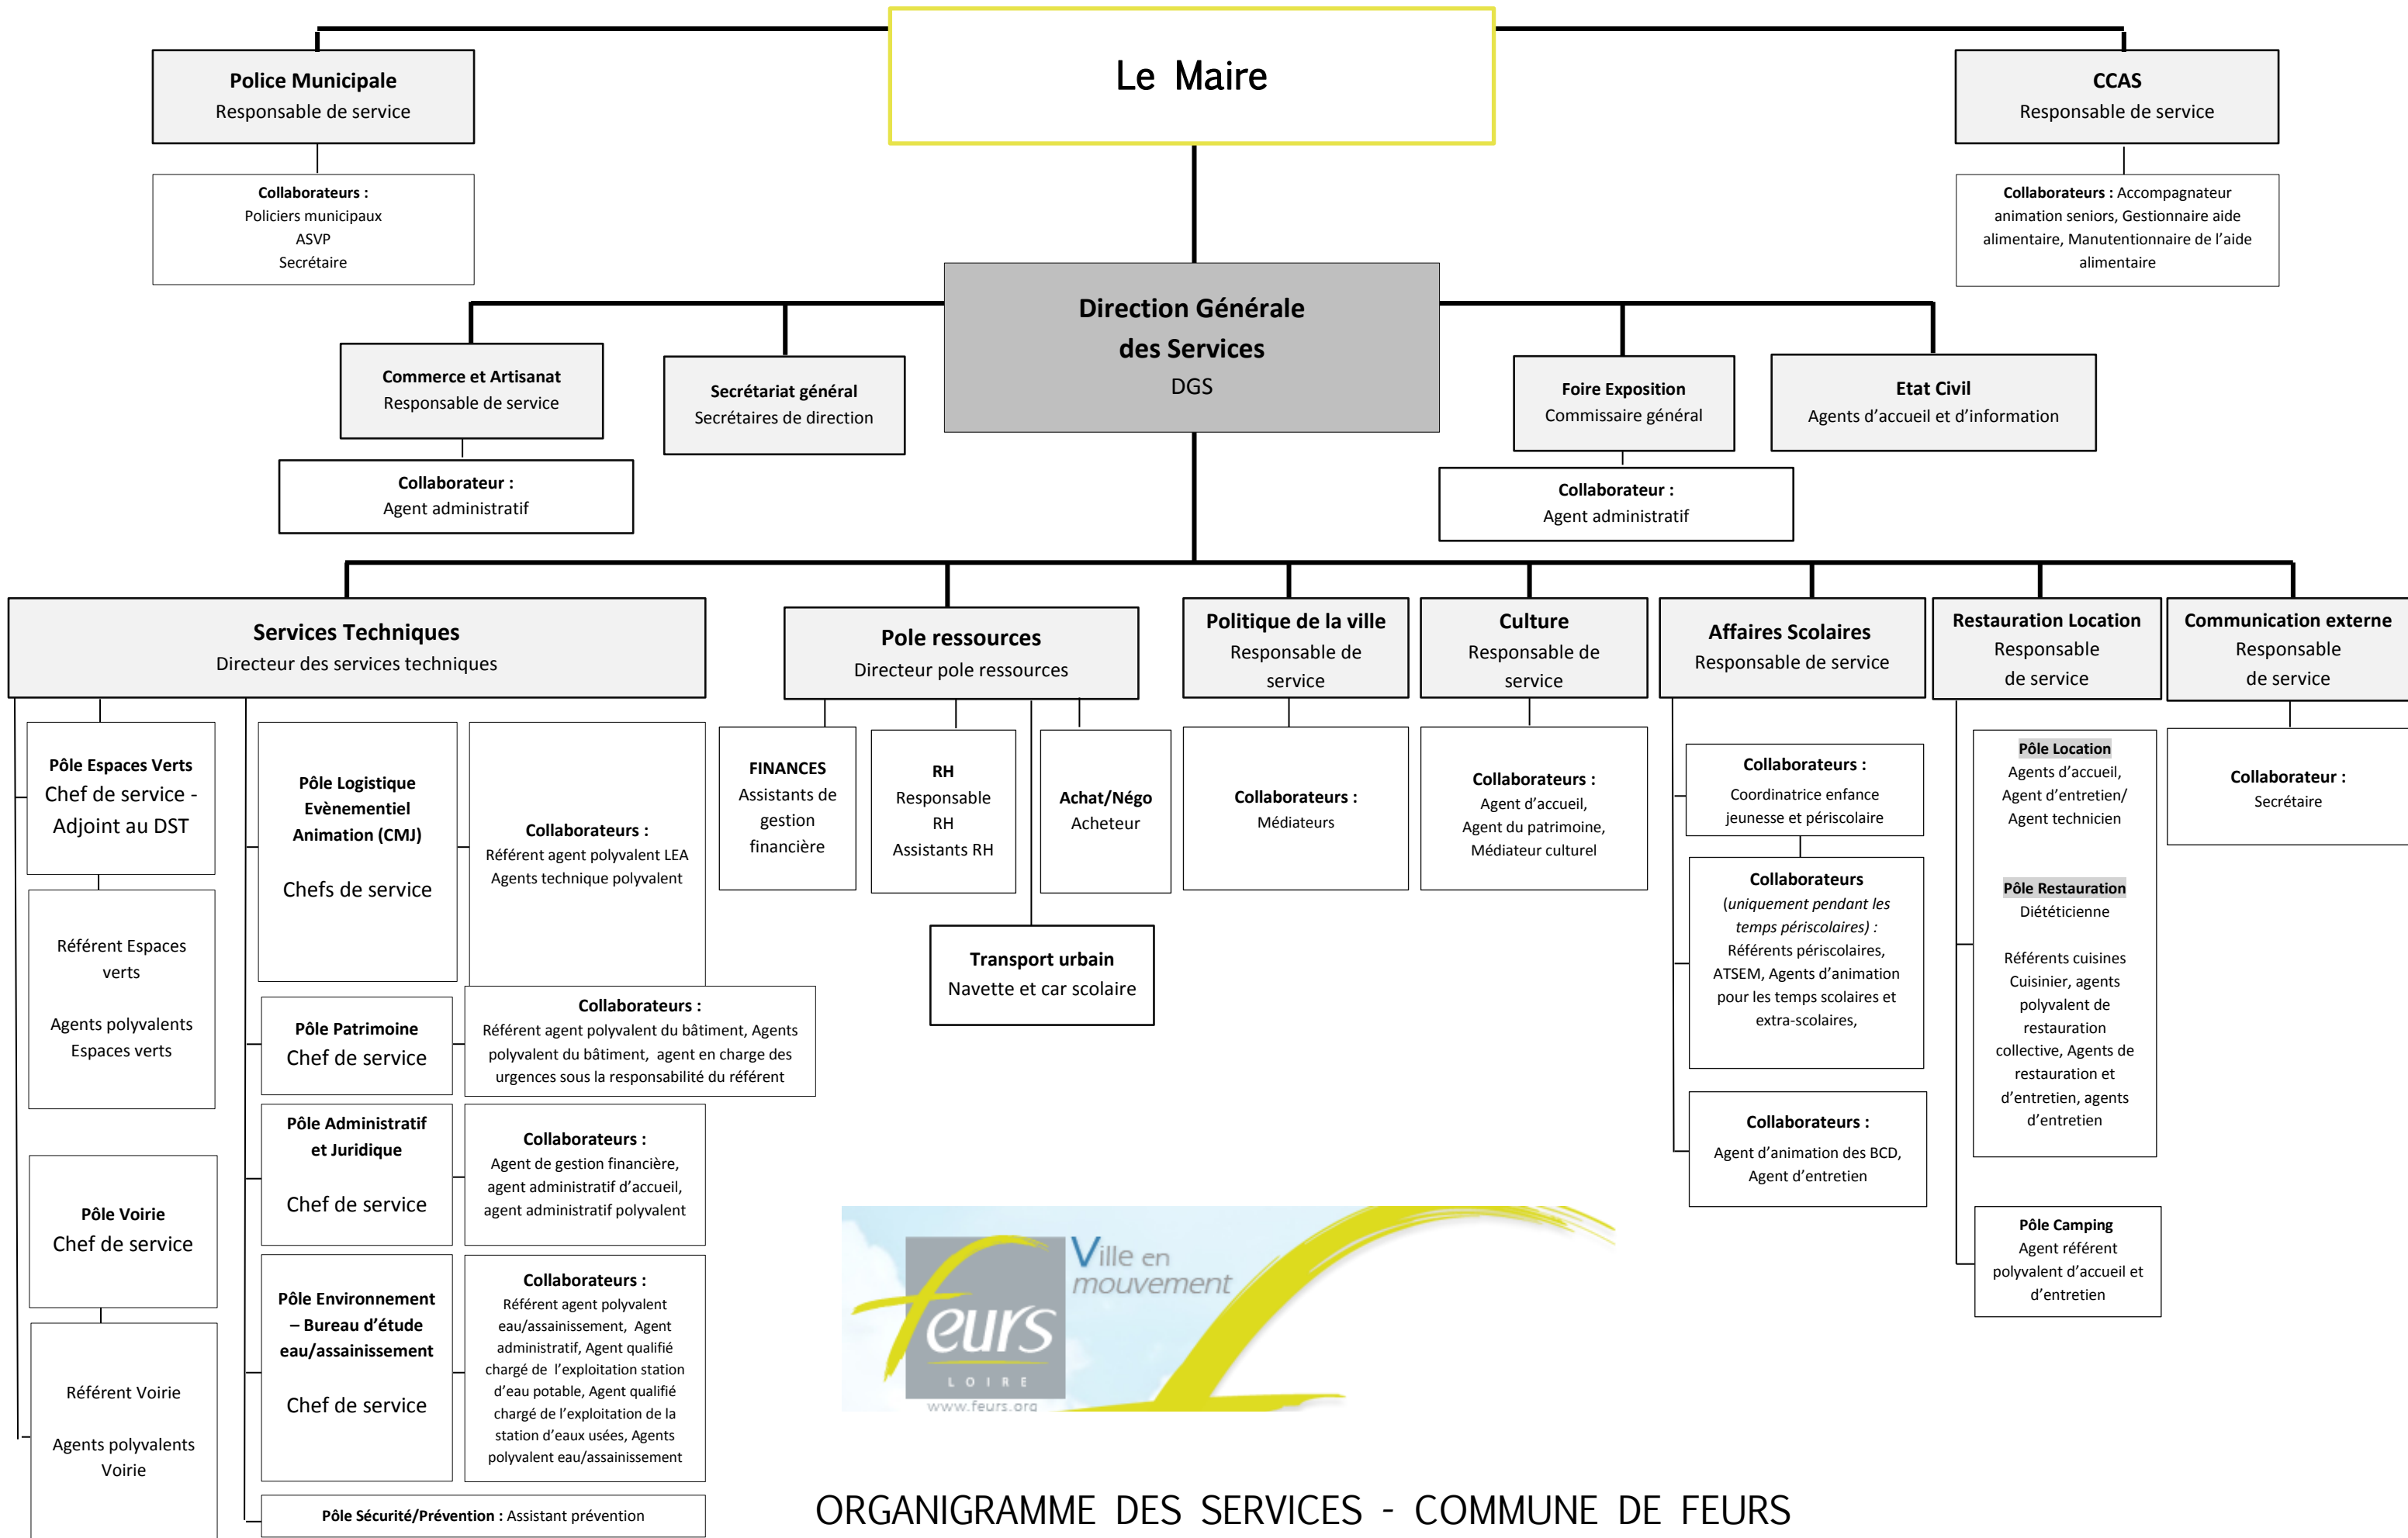 Le Maire
Police Municipale
Responsable de service
CCAS
Responsable de service
Collaborateurs :
Policiers municipaux
ASVP
Secrétaire
Collaborateurs : Accompagnateur
animation seniors, Gestionnaire aide
alimentaire, Manutentionnaire de l’aide
alimentaire
Direction Générale
des Services
DGS
Commerce et Artisanat
Responsable de service
Secrétariat général
Secrétaires de direction
Foire Exposition
Commissaire général
Etat Civil
Agents d’accueil et d’information
Collaborateur :
Agent administratif
Collaborateur :
Agent administratif
Services Techniques
Directeur des services techniques
Pole ressources
Directeur pole ressources
Politique de la ville
Responsable de
service
Culture
Responsable de
service
Affaires Scolaires
Responsable de service
Restauration Location
Responsable
de service
Communication externe
Responsable
de service
Pôle Espaces Verts
Chef de service -
Adjoint au DST
Référent Espaces
verts
Agents polyvalents
Espaces verts
Pôle Voirie
Chef de service
Référent Voirie
Agents polyvalents
Voirie
Pôle Logistique
Evènementiel
Animation (CMJ)
Chefs de service
Collaborateurs :
Référent agent polyvalent LEA
Agents technique polyvalent
Pôle Patrimoine
Chef de service
Collaborateurs :
Référent agent polyvalent du bâtiment, Agents
polyvalent du bâtiment, agent en charge des
urgences sous la responsabilité du référent
Pôle Administratif
et Juridique
Chef de service
Collaborateurs :
Agent de gestion financière,
agent administratif d’accueil,
agent administratif polyvalent
Pôle Environnement
– Bureau d’étude
eau/assainissement
Chef de service
Collaborateurs :
Référent agent polyvalent
eau/assainissement, Agent
administratif, Agent qualifié
chargé de l’exploitation station
d’eau potable, Agent qualifié
chargé de l’exploitation de la
station d’eaux usées, Agents
polyvalent eau/assainissement
Pôle Sécurité/Prévention : Assistant prévention
FINANCES
Assistants de
gestion
financière
RH
Responsable
RH
Assistants RH
Achat/Négo
Acheteur
Transport urbain
Navette et car scolaire
Collaborateurs :
Médiateurs
Collaborateurs :
Agent d’accueil,
Agent du patrimoine,
Médiateur culturel
Collaborateurs :
Coordinatrice enfance
jeunesse et périscolaire
Collaborateurs
(uniquement pendant les
temps périscolaires) :
Référents périscolaires,
ATSEM, Agents d’animation
pour les temps scolaires et
extra-scolaires,
Collaborateurs :
Agent d’animation des BCD,
Agent d’entretien
Pôle Location
Agents d’accueil,
Agent d’entretien/
Agent technicien
Pôle Restauration
Diététicienne
Référents cuisines
Cuisinier, agents
polyvalent de
restauration
collective, Agents de
restauration et
d’entretien, agents
d’entretien
Pôle Camping
Agent référent
polyvalent d’accueil et
d’entretien
Collaborateur :
Secrétaire
Ville en
mouvement
feurs
LOIRE
www.feurs.org
ORGANIGRAMME DES SERVICES - COMMUNE DE FEURS